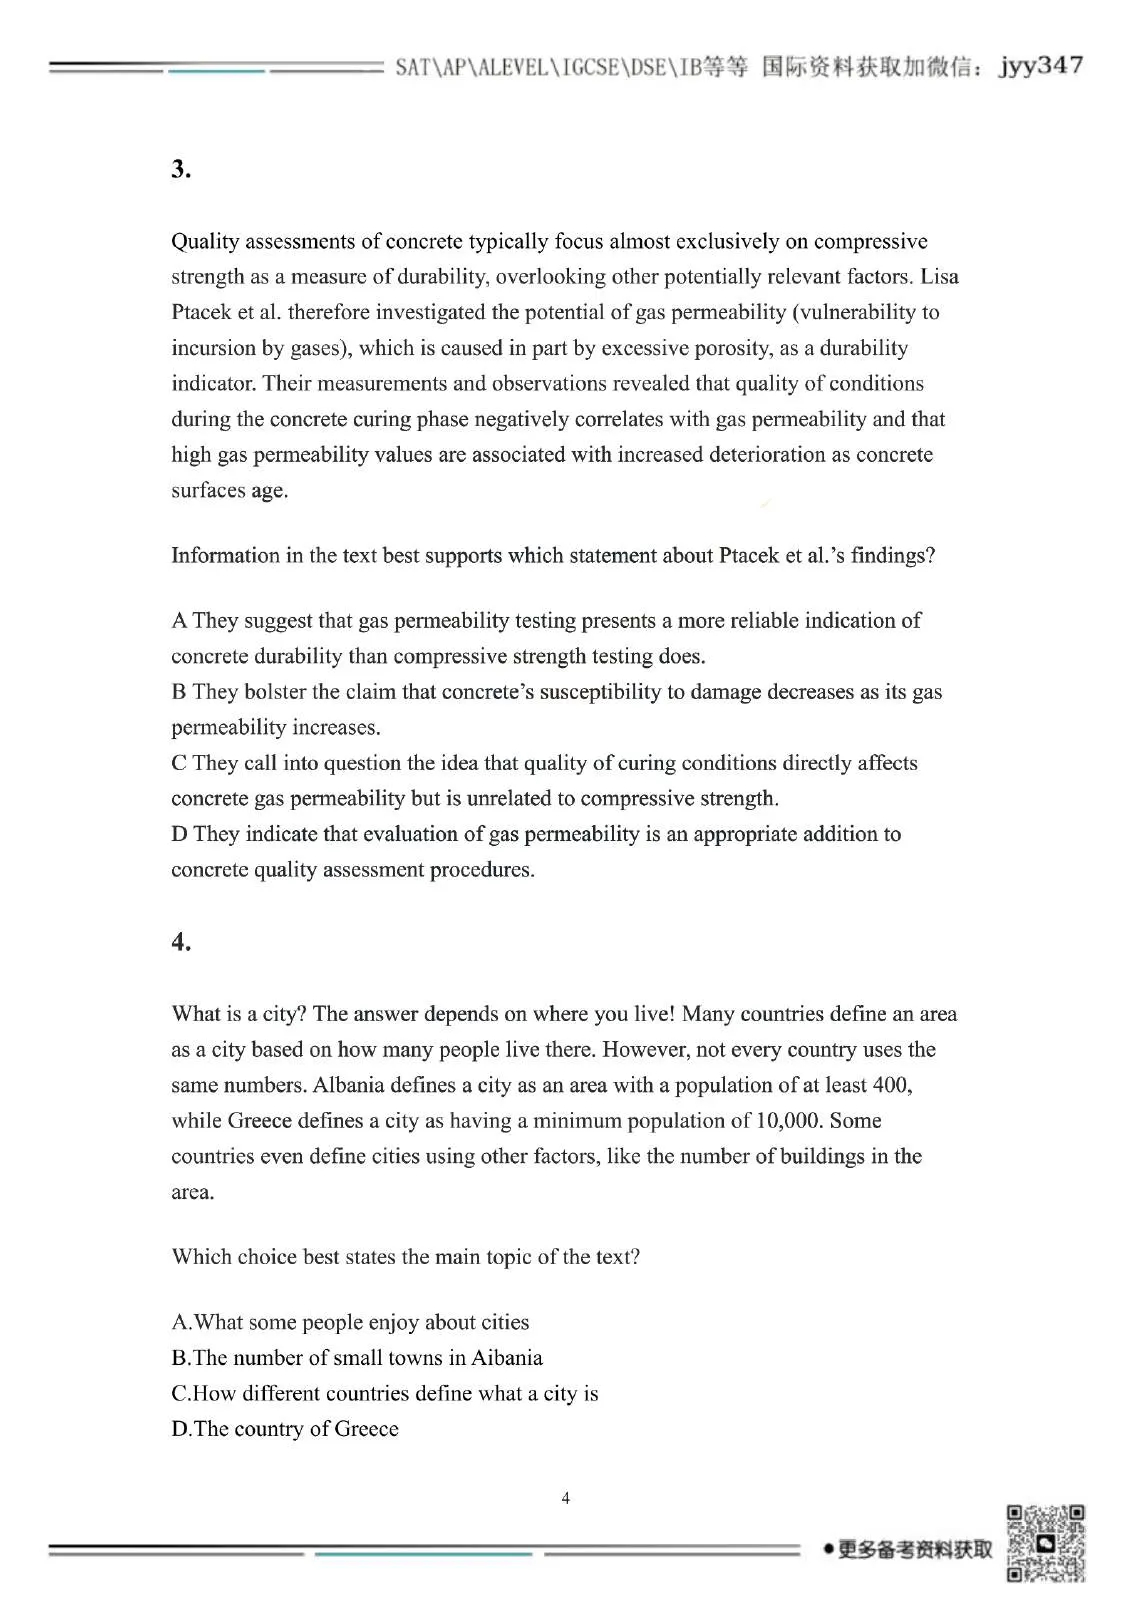 SAT\AP\ALEVEL\IGCSE\DSE\IB等等 国际资料获取加微信：jyy347
3.
Quality assessments of concrete typically focus almost exclusively on compressive
strength as a measure of durability, overlooking other potentially relevant factors. Lisa
Ptacek et al. therefore investigated the potential of gas permeability (vulnerability to
incursion by gases), which is caused in part by excessive porosity, as a durability
indicator. Their measurements and observations revealed that quality of conditions
during the concrete curing phase negatively correlates with gas permeability and that
high gas permeability values are associated with increased deterioration as concrete
surfaces age.
Information in the text best supports which statement about Ptacek et al.’s findings?
A They suggest that gas permeability testing presents a more reliable indication of
concrete durability than compressive strength testing does.
B They bolster the claim that concrete’s susceptibility to damage decreases as its gas
permeability increases.
C They call into question the idea that quality of curing conditions directly affects
concrete gas permeability but is unrelated to compressive strength.
D They indicate that evaluation of gas permeability is an appropriate addition to
concrete quality assessment procedures.
4.
What is a city? The answer depends on where you live! Many countries define an area
as a city based on how many people live there. However, not every country uses the
same numbers. Albania defines a city as an area with a population of at least 400,
while Greece defines a city as having a minimum population of 10,000. Some
countries even define cities using other factors, like the number of buildings in the
area.
Which choice best states the main topic of the text?
A.What some people enjoy about cities
B.The number of small towns in Aibania
C.How different countries define what a city is
D.The country of Greece
4
●更多备考资料获取